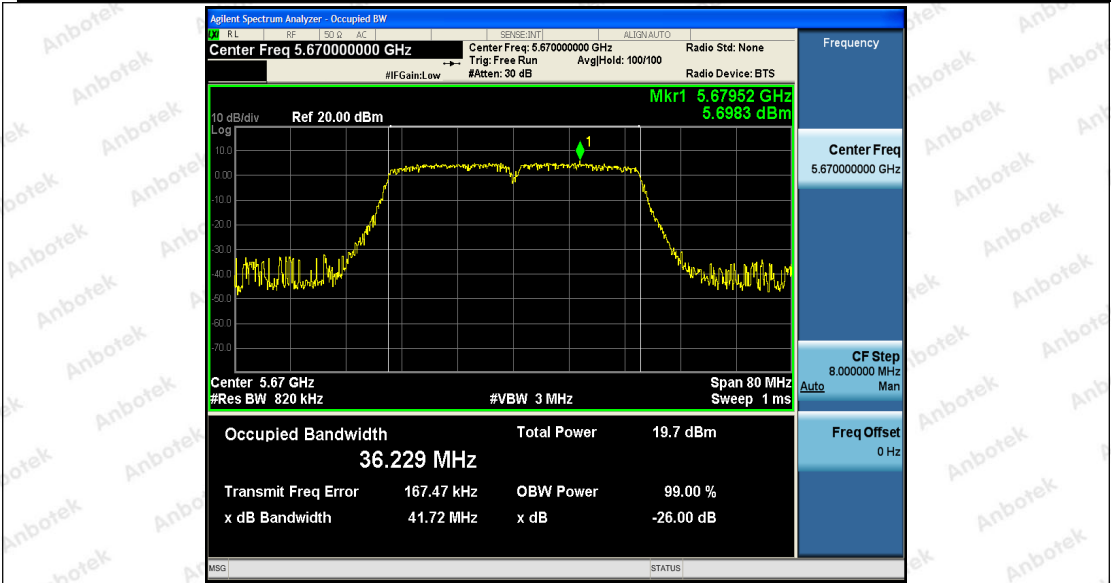 Agilent Spectrum Analyzer - Occupied BW
LXI RL RF 50 Ω AC SENSE:INT ALIGN AUTO
Center Freq 5.670000000 GHz
Center Freq: 5.670000000 GHz Radio Std: None
Trig: Free Run Avg|Hold: 100/100
#IFGain:Low #Atten: 30 dB Radio Device: BTS
Mkr1 5.67952 GHz
5.6983 dBm
10 dB/div Ref 20.00 dBm
Log
1
10.0
0.00
-10.0
-20.0
-30.0
-40.0
-50.0
-60.0
-70.0
Center 5.67 GHz Span 80 MHz
#Res BW 820 kHz #VBW 3 MHz Sweep 1 ms
Occupied Bandwidth Total Power 19.7 dBm
36.229 MHz
Transmit Freq Error 167.47 kHz OBW Power 99.00 %
x dB Bandwidth 41.72 MHz x dB -26.00 dB
MSG STATUS
Frequency
Center Freq
5.670000000 GHz
CF Step
8.000000 MHz
Auto Man
Freq Offset
0 Hz
Anbotek